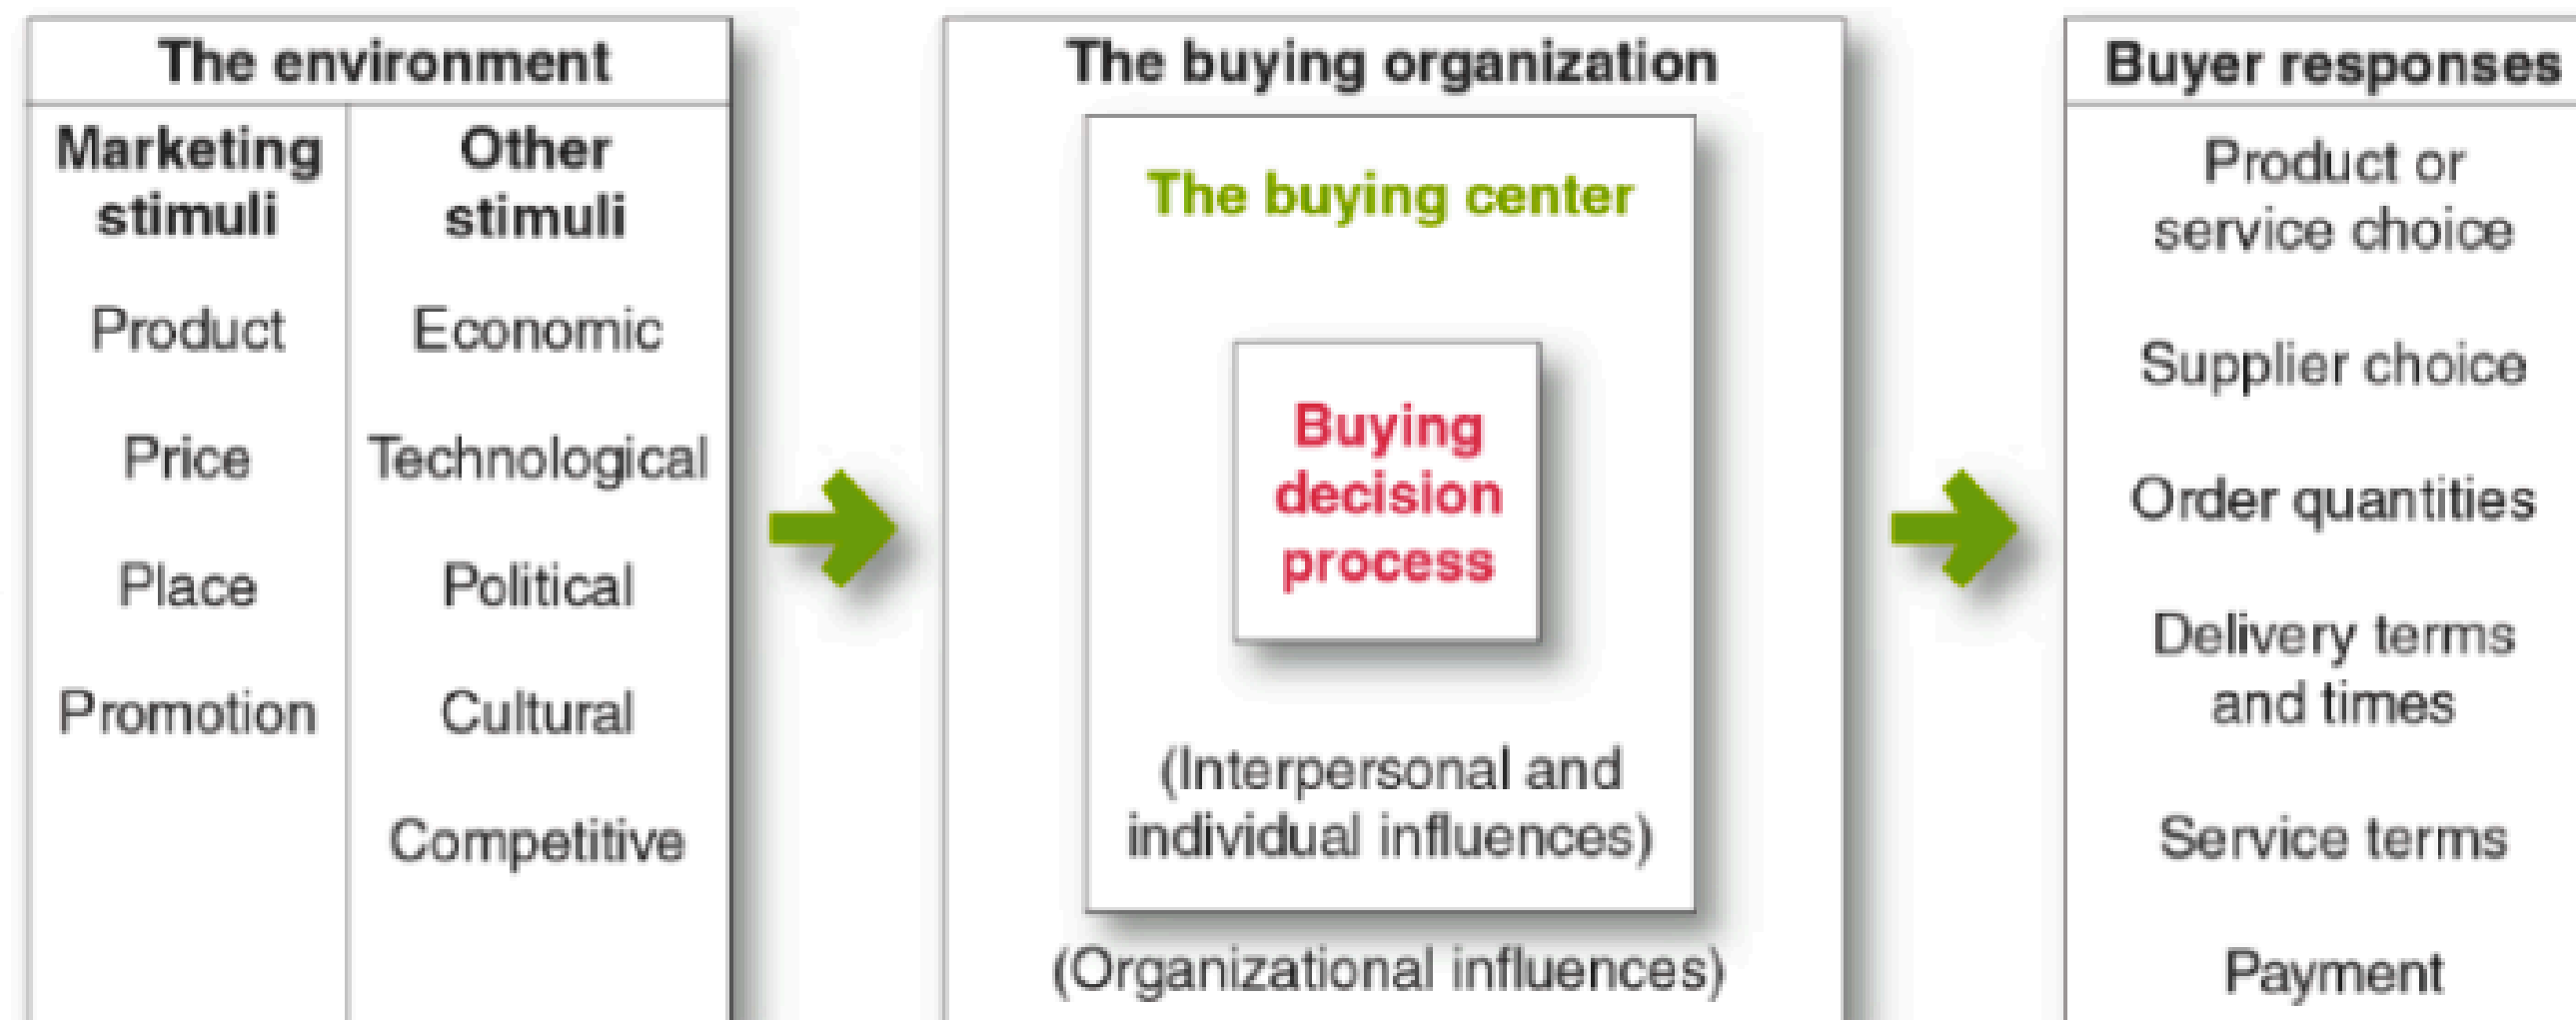 The environment
Marketing
stimuli
Product
Price
Place
Promotion
Other
stimuli
Economic
Technological
Political
Cultural
Competitive
The buying organization
The buying center
Buying
decision
process
(Interpersonal and
individual influences)
(Organizational influences)
Buyer responses
Product or
service choice
Supplier choice
Order quantities
Delivery terms
and times
Service terms
Payment